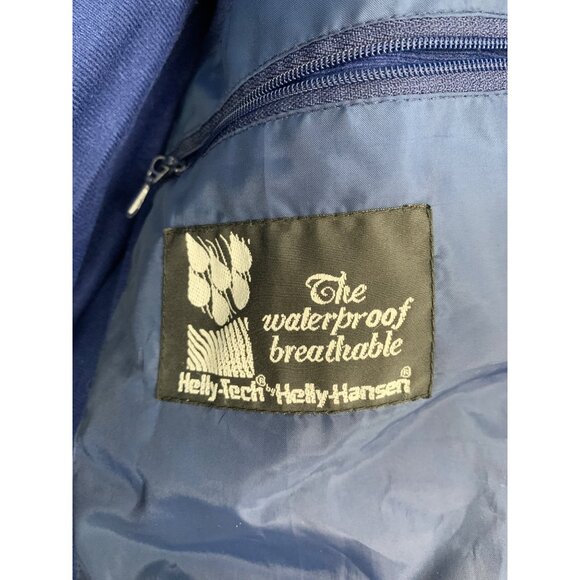 The
waterproof
breathable
Helly-Tech® by Helly-Hansen®